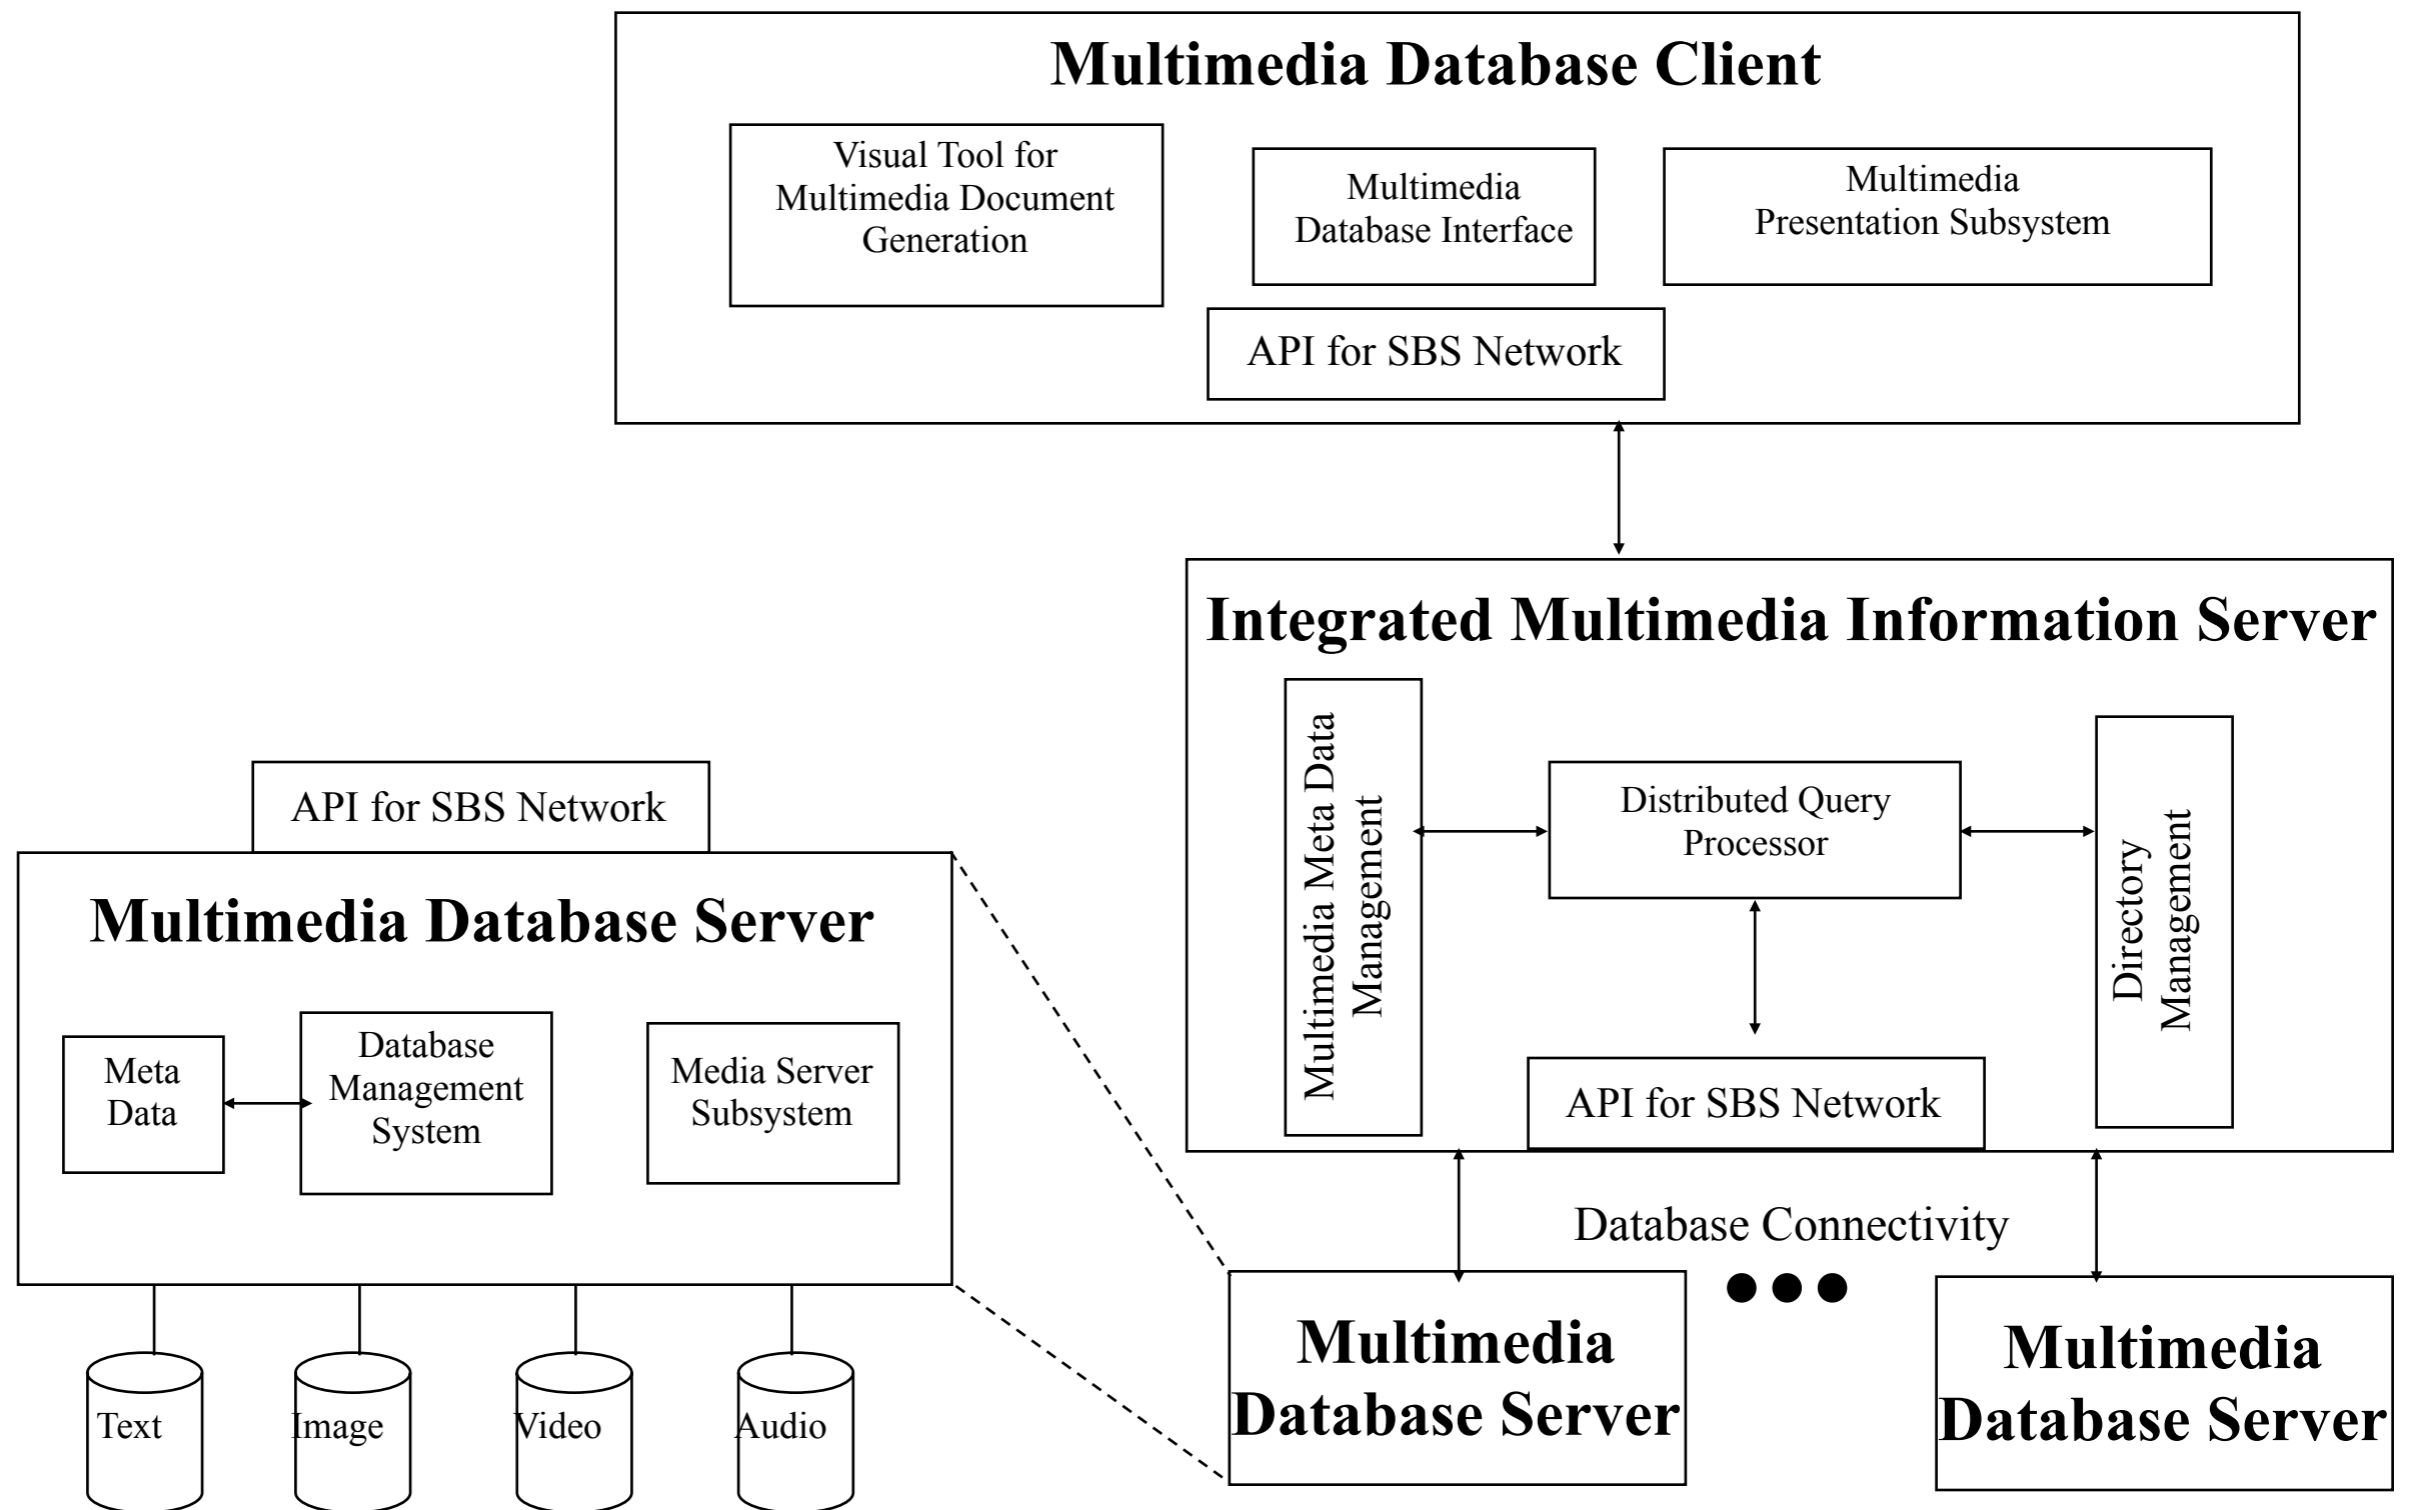 Multimedia Database Client
Visual Tool for
Multimedia Document
Generation
Multimedia
Database Interface
Multimedia
Presentation Subsystem
API for SBS Network
Integrated Multimedia Information Server
Multimedia Meta Data
Management
Distributed Query
Processor
Directory
Management
API for SBS Network
API for SBS Network
Multimedia Database Server
Meta
Data
Database
Management
System
Media Server
Subsystem
Text
Image
Video
Audio
Database Connectivity
Multimedia
Database Server
Multimedia
Database Server